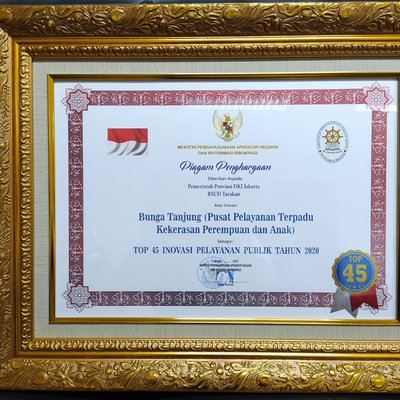 MENTERI PENDAYAGUNAAN APARATUR NEGARA
DAN REFORMASI BIROKRASI
Piagam Penghargaan
Diberikan Kepada:
Pemerintah Provinsi DKI Jakarta
RSUD Tarakan
Atas Inovasi
Bunga Tanjung (Pusat Pelayanan Terpadu
Kekerasan Perempuan dan Anak)
Sebagai:
TOP 45 INOVASI PELAYANAN PUBLIK TAHUN 2020
TOP
45